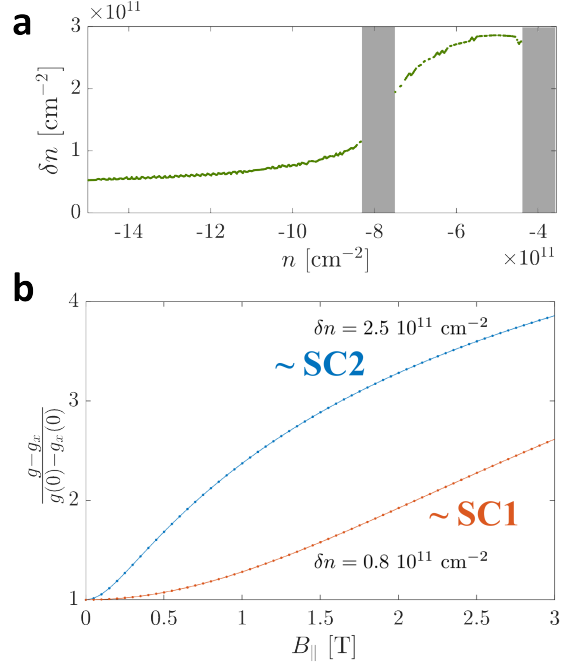 a
×10¹¹
3
2
1
0
δn [cm⁻²]
-14 -12 -10 -8 -6 -4
n [cm⁻²]
×10¹¹
b
4
3
2
1
g−gₓ
g(0)−gₓ(0)
δn = 2.5 10¹¹ cm⁻²
~ SC2
~ SC1
δn = 0.8 10¹¹ cm⁻²
0 0.5 1 1.5 2 2.5 3
B|| [T]